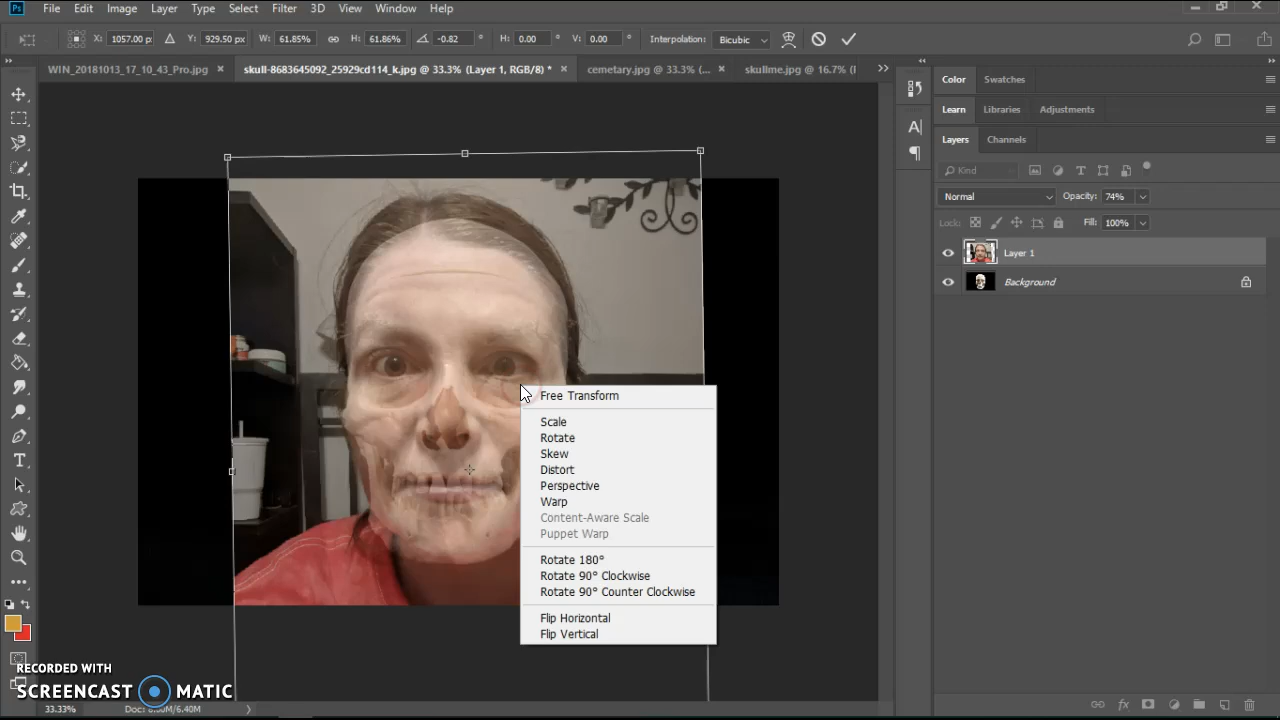 Ps File Edit Image Layer Type Select Filter 3D View Window Help
X: 1057.00 px Y: 929.50 px W: 61.85% H: 61.86% -0.82 ° H: 0.00 ° V: 0.00 ° Interpolation: Bicubic
WIN_20181013_17_10_43_Pro.jpg × skull-8683645092_25929cd114_k.jpg @ 33.3% (Layer 1, RGB/8) * × cemetary.jpg @ 33.3% (... × skullme.jpg @ 16.7% (
Color Swatches
Learn Libraries Adjustments
Layers Channels
Kind
Normal Opacity: 74%
Lock: Fill: 100%
Layer 1
Background
Free Transform
Scale
Rotate
Skew
Distort
Perspective
Warp
Content-Aware Scale
Puppet Warp
Rotate 180°
Rotate 90° Clockwise
Rotate 90° Counter Clockwise
Flip Horizontal
Flip Vertical
RECORDED WITH
SCREENCAST MATIC
33.33%